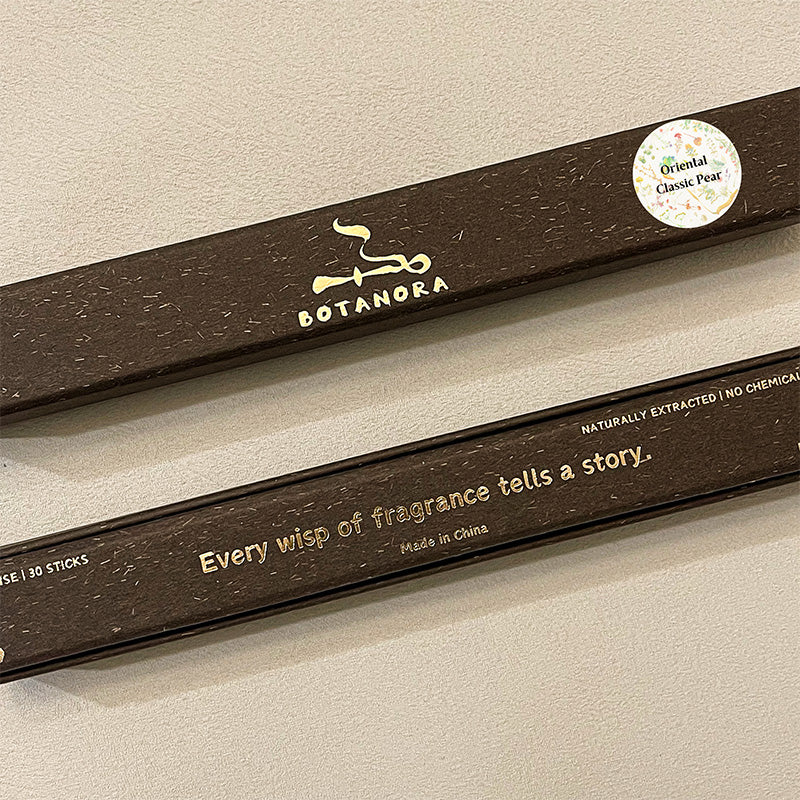 Oriental
Classic Pear
BOTANORA
NATURALLY EXTRACTED | NO CHEMICAL
Every wisp of fragrance tells a story.
Made in China
| 30 STICKS